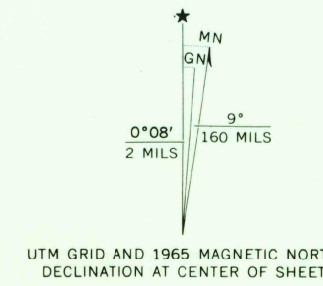 MN
GN
0°08'
2 MILS
9°
160 MILS
UTM GRID AND 1965 MAGNETIC NORT
DECLINATION AT CENTER OF SHEET